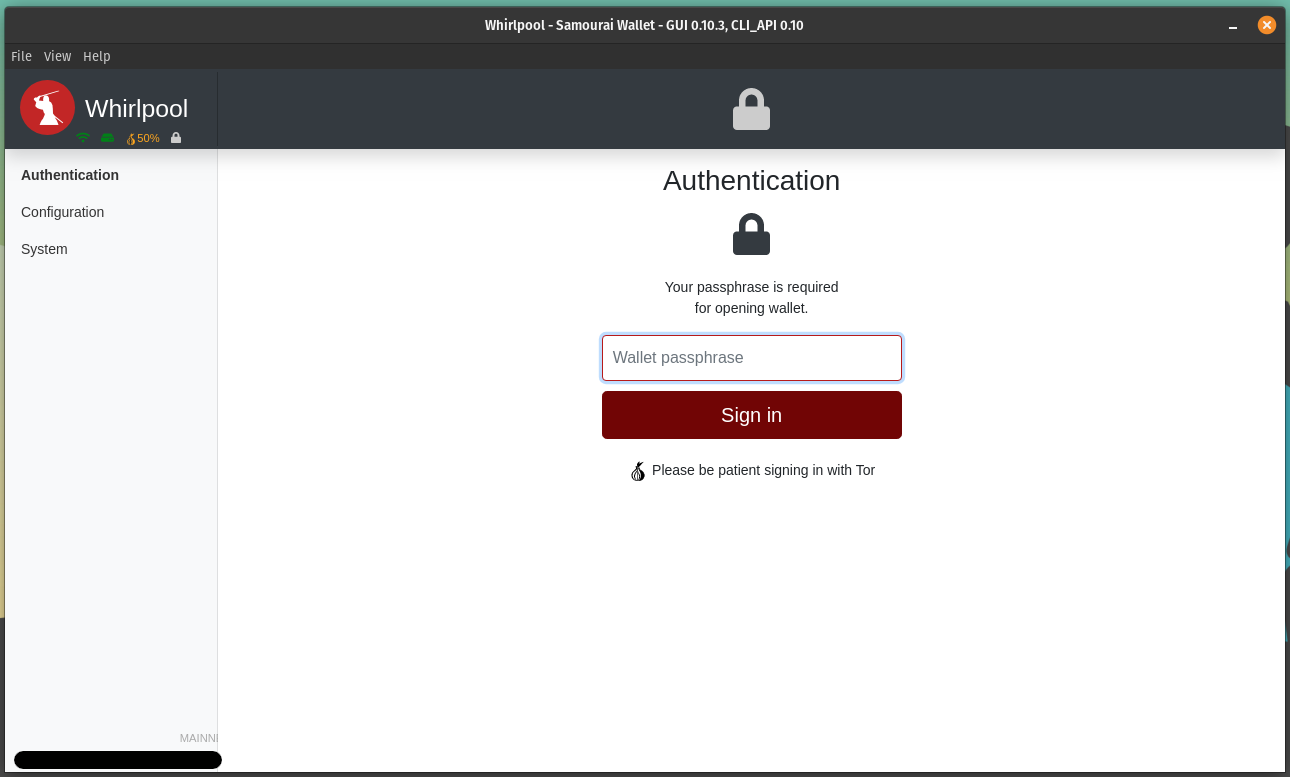 Whirlpool - Samourai Wallet - GUI 0.10.3, CLI_API 0.10
File View Help
Whirlpool
50%
Authentication
Configuration
System
Authentication
Your passphrase is required
for opening wallet.
Wallet passphrase
Sign in
Please be patient signing in with Tor
MAINN